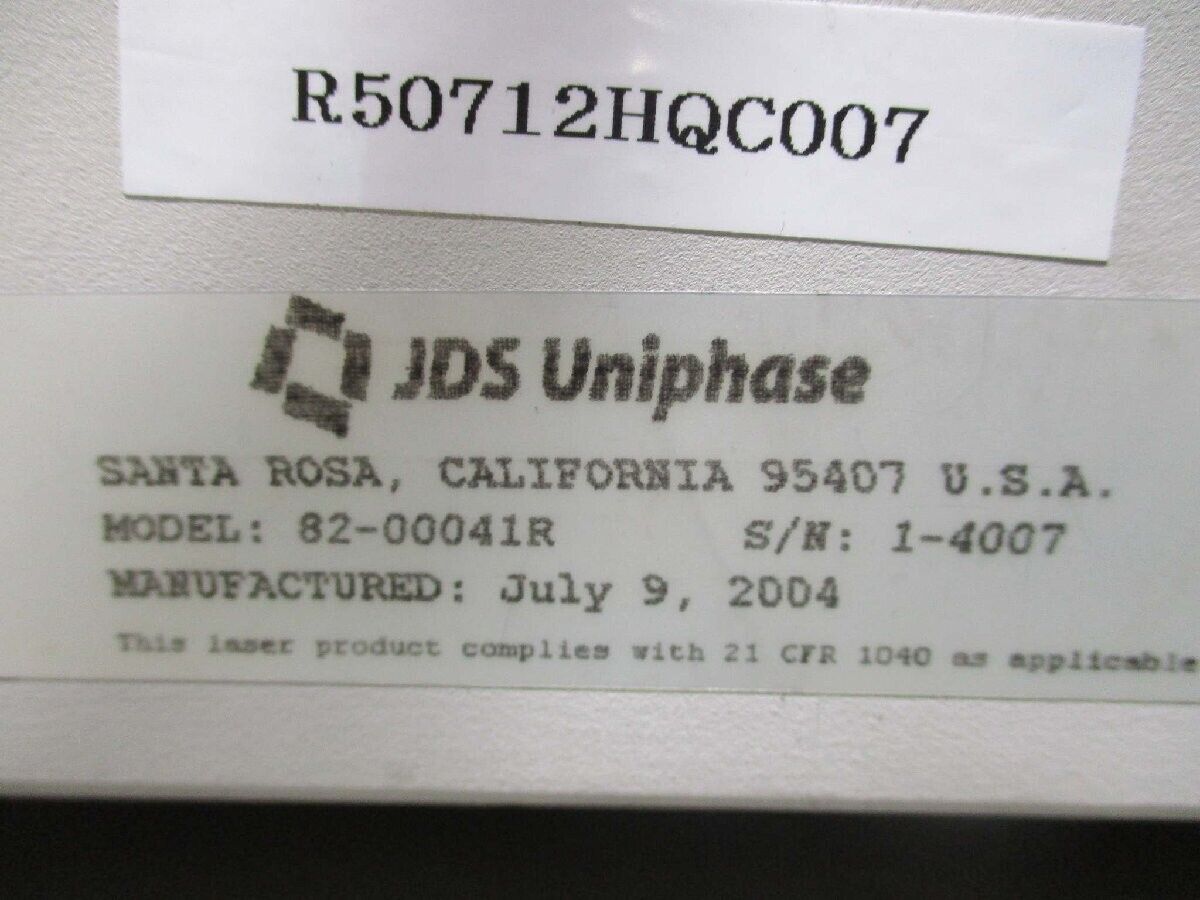 R50712HQC007
JDS Uniphase
SANTA ROSA, CALIFORNIA 95407 U.S.A.
MODEL: 82-00041R S/N: 1-4007
MANUFACTURED: July 9, 2004
This laser product complies with 21 CFR 1040 as applicable